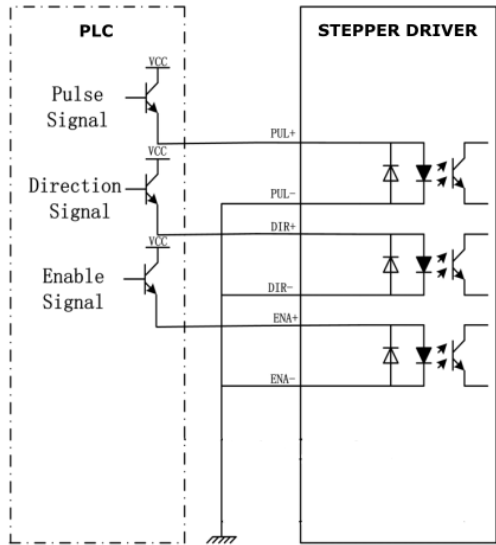 PLC
STEPPER DRIVER
VCC
Pulse
Signal
PUL+
VCC
Direction
Signal
PUL-
DIR+
VCC
Enable
Signal
DIR-
ENA+
ENA-